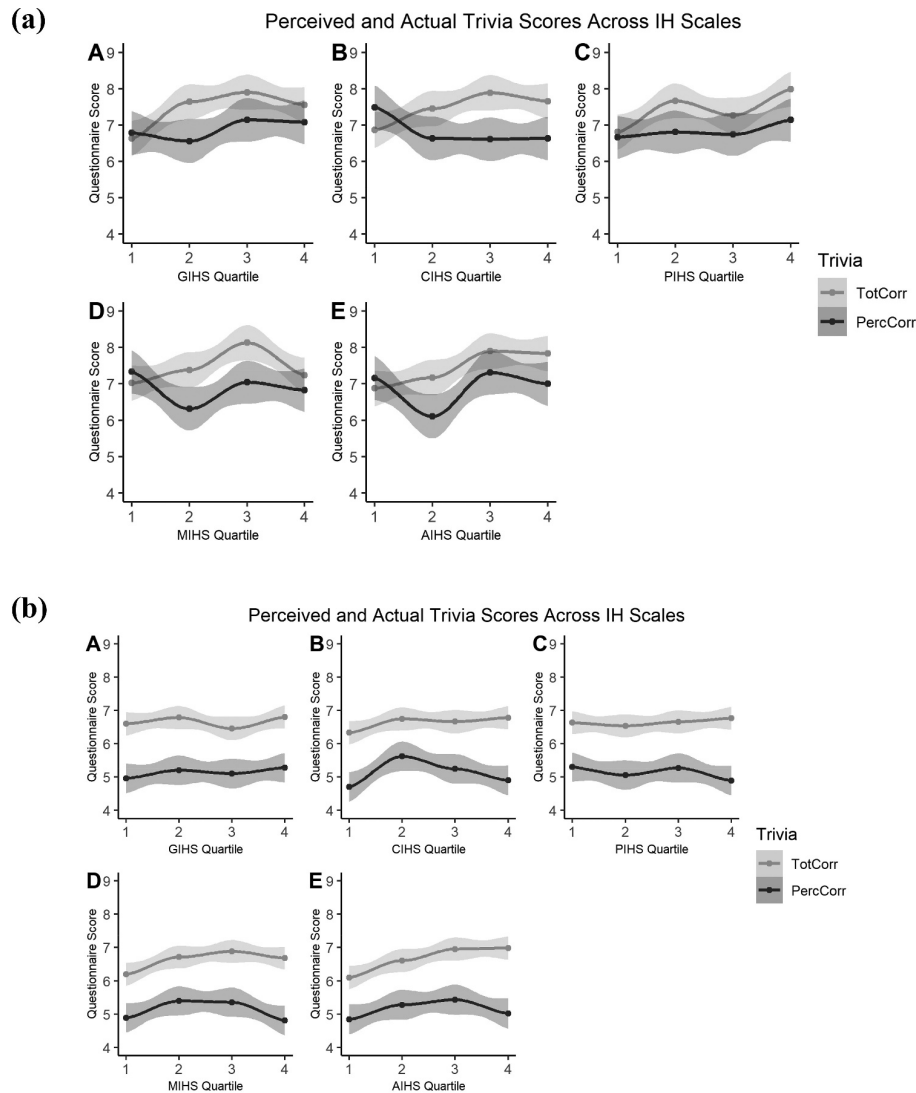 (a)
Perceived and Actual Trivia Scores Across IH Scales
A
9
8
7
6
5
4
Questionnaire Score
1 2 3 4
GIHS Quartile
B
9
8
7
6
5
4
Questionnaire Score
1 2 3 4
CIHS Quartile
C
9
8
7
6
5
4
Questionnaire Score
1 2 3 4
PIHS Quartile
Trivia
TotCorr
PercCorr
D
9
8
7
6
5
4
Questionnaire Score
1 2 3 4
MIHS Quartile
E
9
8
7
6
5
4
Questionnaire Score
1 2 3 4
AIHS Quartile
(b)
Perceived and Actual Trivia Scores Across IH Scales
A
9
8
7
6
5
4
Questionnaire Score
1 2 3 4
GIHS Quartile
B
9
8
7
6
5
4
Questionnaire Score
1 2 3 4
CIHS Quartile
C
9
8
7
6
5
4
Questionnaire Score
1 2 3 4
PIHS Quartile
Trivia
TotCorr
PercCorr
D
9
8
7
6
5
4
Questionnaire Score
1 2 3 4
MIHS Quartile
E
9
8
7
6
5
4
Questionnaire Score
1 2 3 4
AIHS Quartile